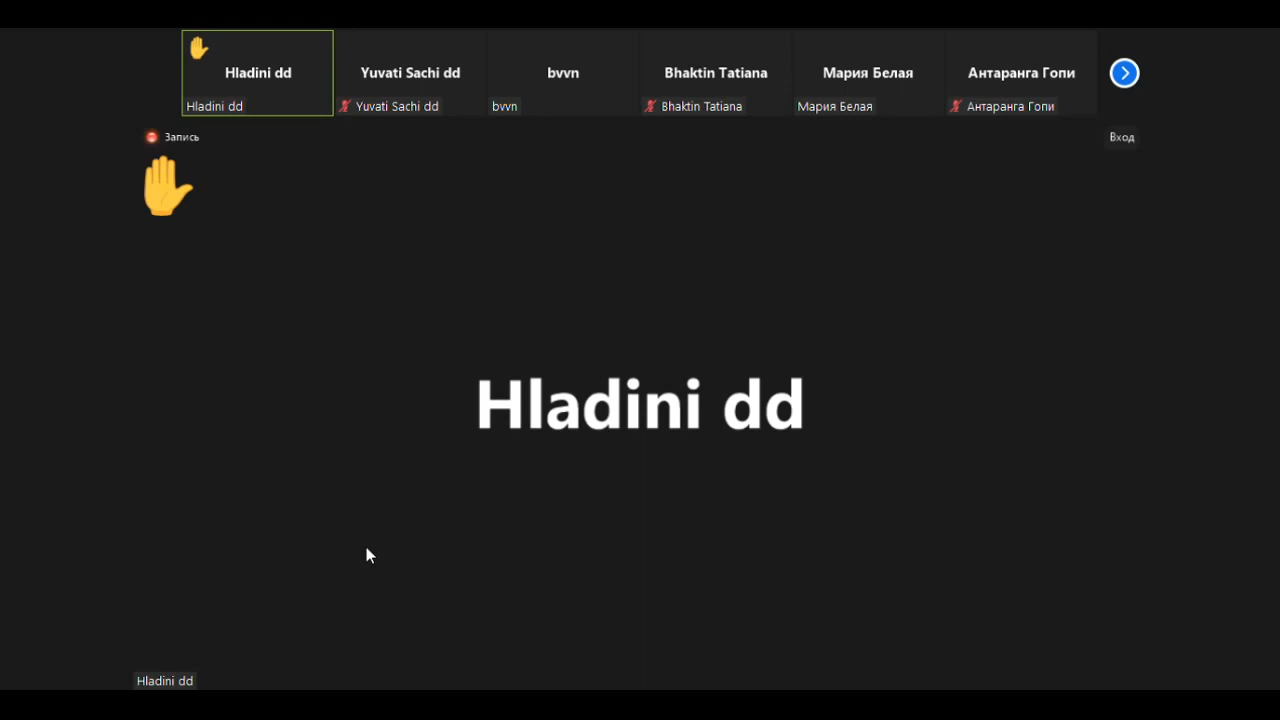 Hladini dd
Yuvati Sachi dd
bvvn
Bhaktin Tatiana
Мария Белая
Антаранга Гопи
Hladini dd
Yuvati Sachi dd
bvvn
Bhaktin Tatiana
Мария Белая
Антаранга Гопи
Запись
Вход
Hladini dd
Hladini dd